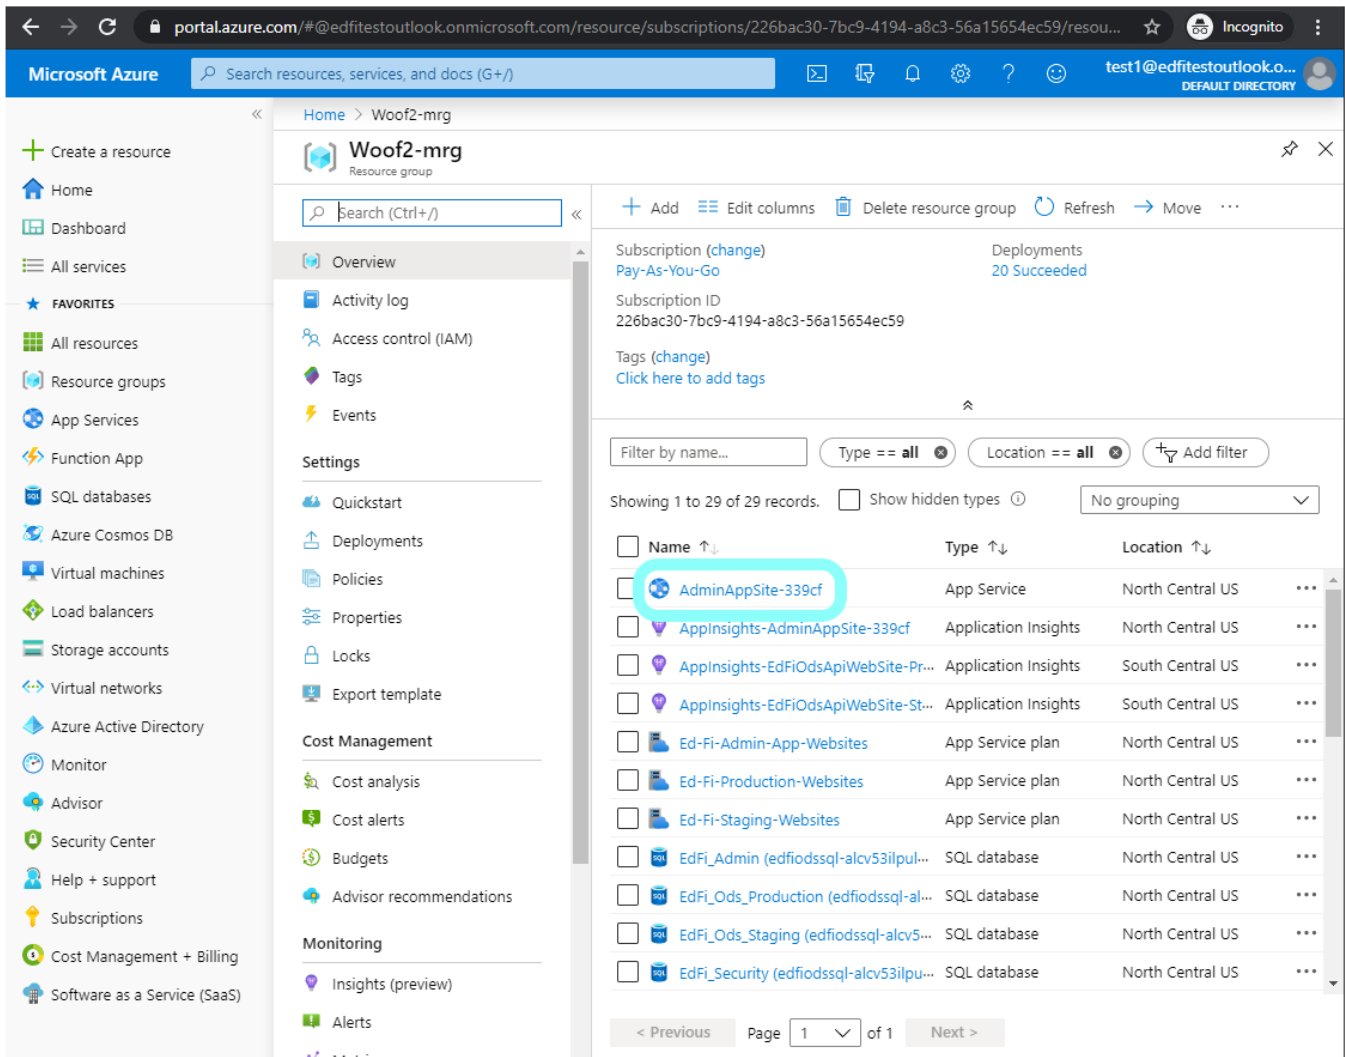 portal.azure.com/#@edfitestoutlook.onmicrosoft.com/resource/subscriptions/226bac30-7bc9-4194-a8c3-56a15654ec59/resou...
Incognito
Microsoft Azure
Search resources, services, and docs (G+/)
test1@edfitestoutlook.o...
DEFAULT DIRECTORY
Create a resource
Home
Dashboard
All services
FAVORITES
All resources
Resource groups
App Services
Function App
SQL databases
Azure Cosmos DB
Virtual machines
Load balancers
Storage accounts
Virtual networks
Azure Active Directory
Monitor
Advisor
Security Center
Help + support
Subscriptions
Cost Management + Billing
Software as a Service (SaaS)
Home > Woof2-mrg
Woof2-mrg
Resource group
Search (Ctrl+/)
Overview
Activity log
Access control (IAM)
Tags
Events
Settings
Quickstart
Deployments
Policies
Properties
Locks
Export template
Cost Management
Cost analysis
Cost alerts
Budgets
Advisor recommendations
Monitoring
Insights (preview)
Alerts
Add Edit columns Delete resource group Refresh Move ...
Subscription (change)
Pay-As-You-Go
Deployments
20 Succeeded
Subscription ID
226bac30-7bc9-4194-a8c3-56a15654ec59
Tags (change)
Click here to add tags
Filter by name... Type == all Location == all Add filter
Showing 1 to 29 of 29 records. Show hidden types No grouping
Name Type Location
AdminAppSite-339cf App Service North Central US
AppInsights-AdminAppSite-339cf Application Insights North Central US
AppInsights-EdFiOdsApiWebSite-Pr... Application Insights South Central US
AppInsights-EdFiOdsApiWebSite-St... Application Insights South Central US
Ed-Fi-Admin-App-Websites App Service plan North Central US
Ed-Fi-Production-Websites App Service plan North Central US
Ed-Fi-Staging-Websites App Service plan North Central US
EdFi_Admin (edfiodssql-alcv53ilpul... SQL database North Central US
EdFi_Ods_Production (edfiodssql-al... SQL database North Central US
EdFi_Ods_Staging (edfiodssql-alcv5... SQL database North Central US
EdFi_Security (edfiodssql-alcv53ilpu... SQL database North Central US
< Previous Page 1 of 1 Next >